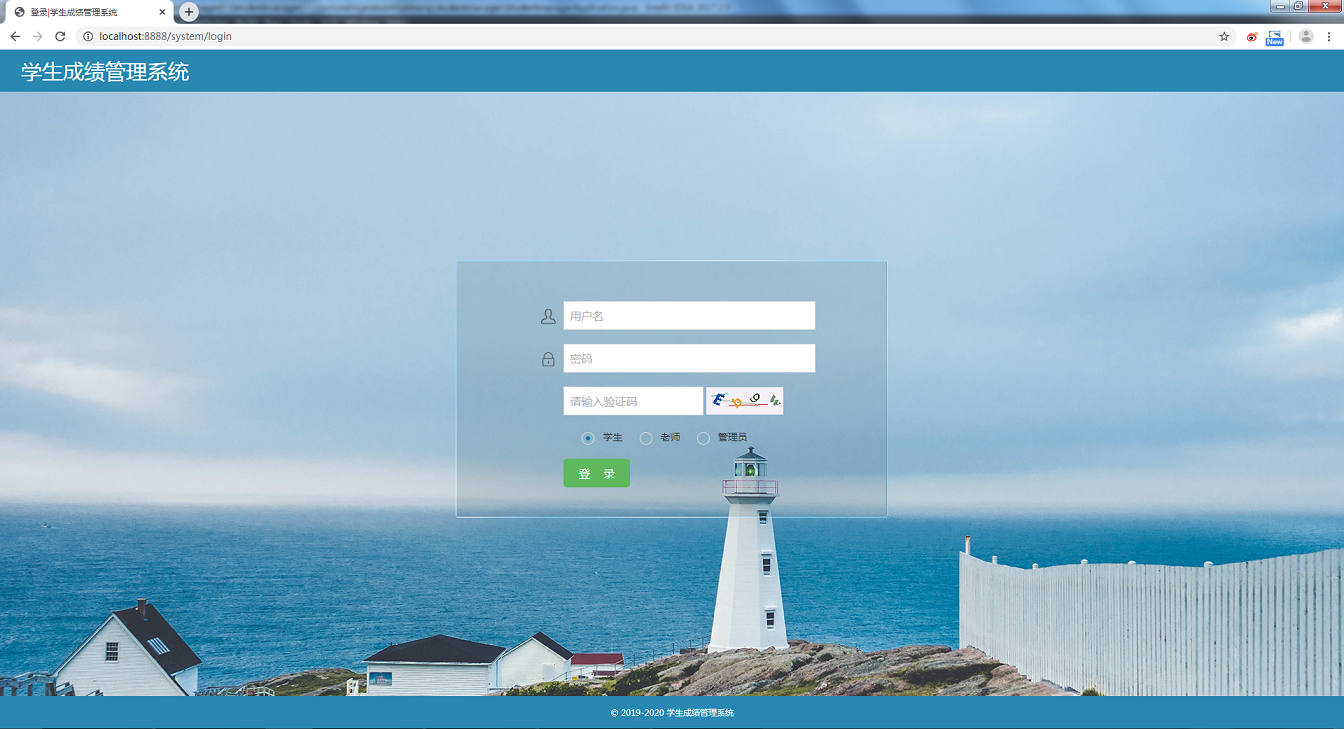 登录|学生成绩管理系统
localhost:8888/system/login
New
学生成绩管理系统
用户名
密码
请输入验证码
学生 老师 管理员
登 录
© 2019-2020 学生成绩管理系统